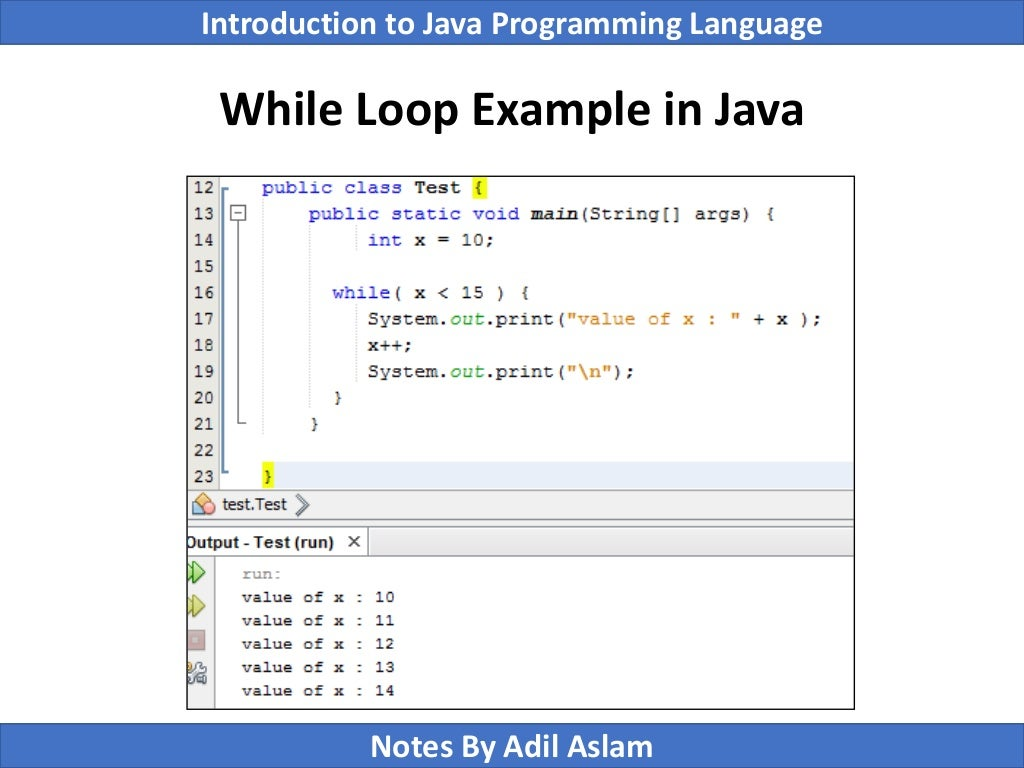 Introduction to Java Programming Language
While Loop Example in Java
12 public class Test {
13 public static void main(String[] args) {
14 int x = 10;
15
16 while( x < 15 ) {
17 System.out.print("value of x : " + x );
18 x++;
19 System.out.print("\n");
20 }
21 }
22
23 }
test.Test
Output - Test (run)
run:
value of x : 10
value of x : 11
value of x : 12
value of x : 13
value of x : 14
Notes By Adil Aslam